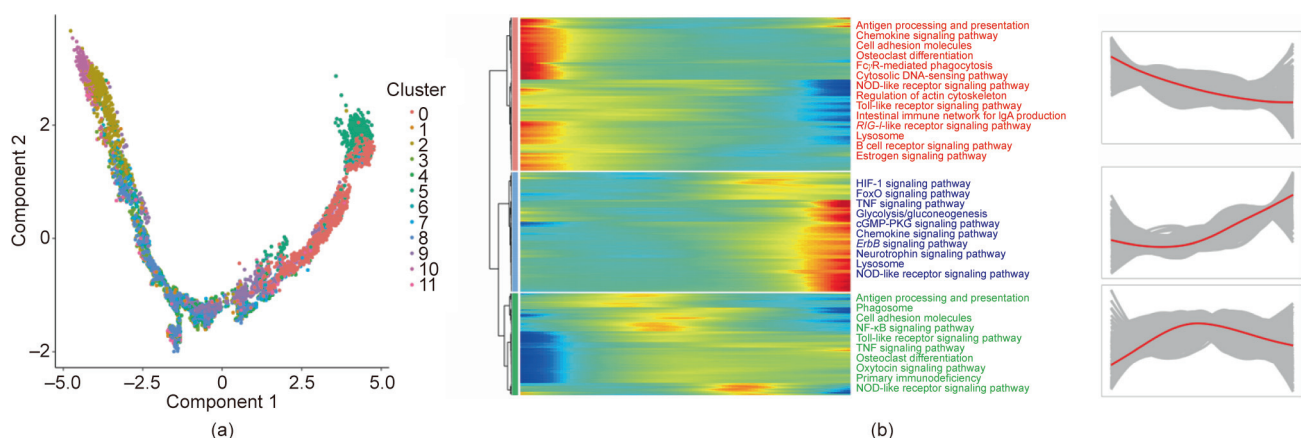 Component 2
2
0
−2
−5.0
−2.5
0
2.5
5.0
Component 1
Cluster
0
1
2
3
4
5
6
7
8
9
10
11
(a)
Antigen processing and presentation
Chemokine signaling pathway
Cell adhesion molecules
Osteoclast differentiation
FcγR-mediated phagocytosis
Cytosolic DNA-sensing pathway
NOD-like receptor signaling pathway
Regulation of actin cytoskeleton
Toll-like receptor signaling pathway
Intestinal immune network for IgA production
RIG-I-like receptor signaling pathway
Lysosome
B cell receptor signaling pathway
Estrogen signaling pathway
HIF-1 signaling pathway
FoxO signaling pathway
TNF signaling pathway
Glycolysis/gluconeogenesis
cGMP-PKG signaling pathway
Chemokine signaling pathway
ErbB signaling pathway
Neurotrophin signaling pathway
Lysosome
NOD-like receptor signaling pathway
Antigen processing and presentation
Phagosome
Cell adhesion molecules
NF-κB signaling pathway
Toll-like receptor signaling pathway
TNF signaling pathway
Osteoclast differentiation
Oxytocin signaling pathway
Primary immunodeficiency
NOD-like receptor signaling pathway
(b)